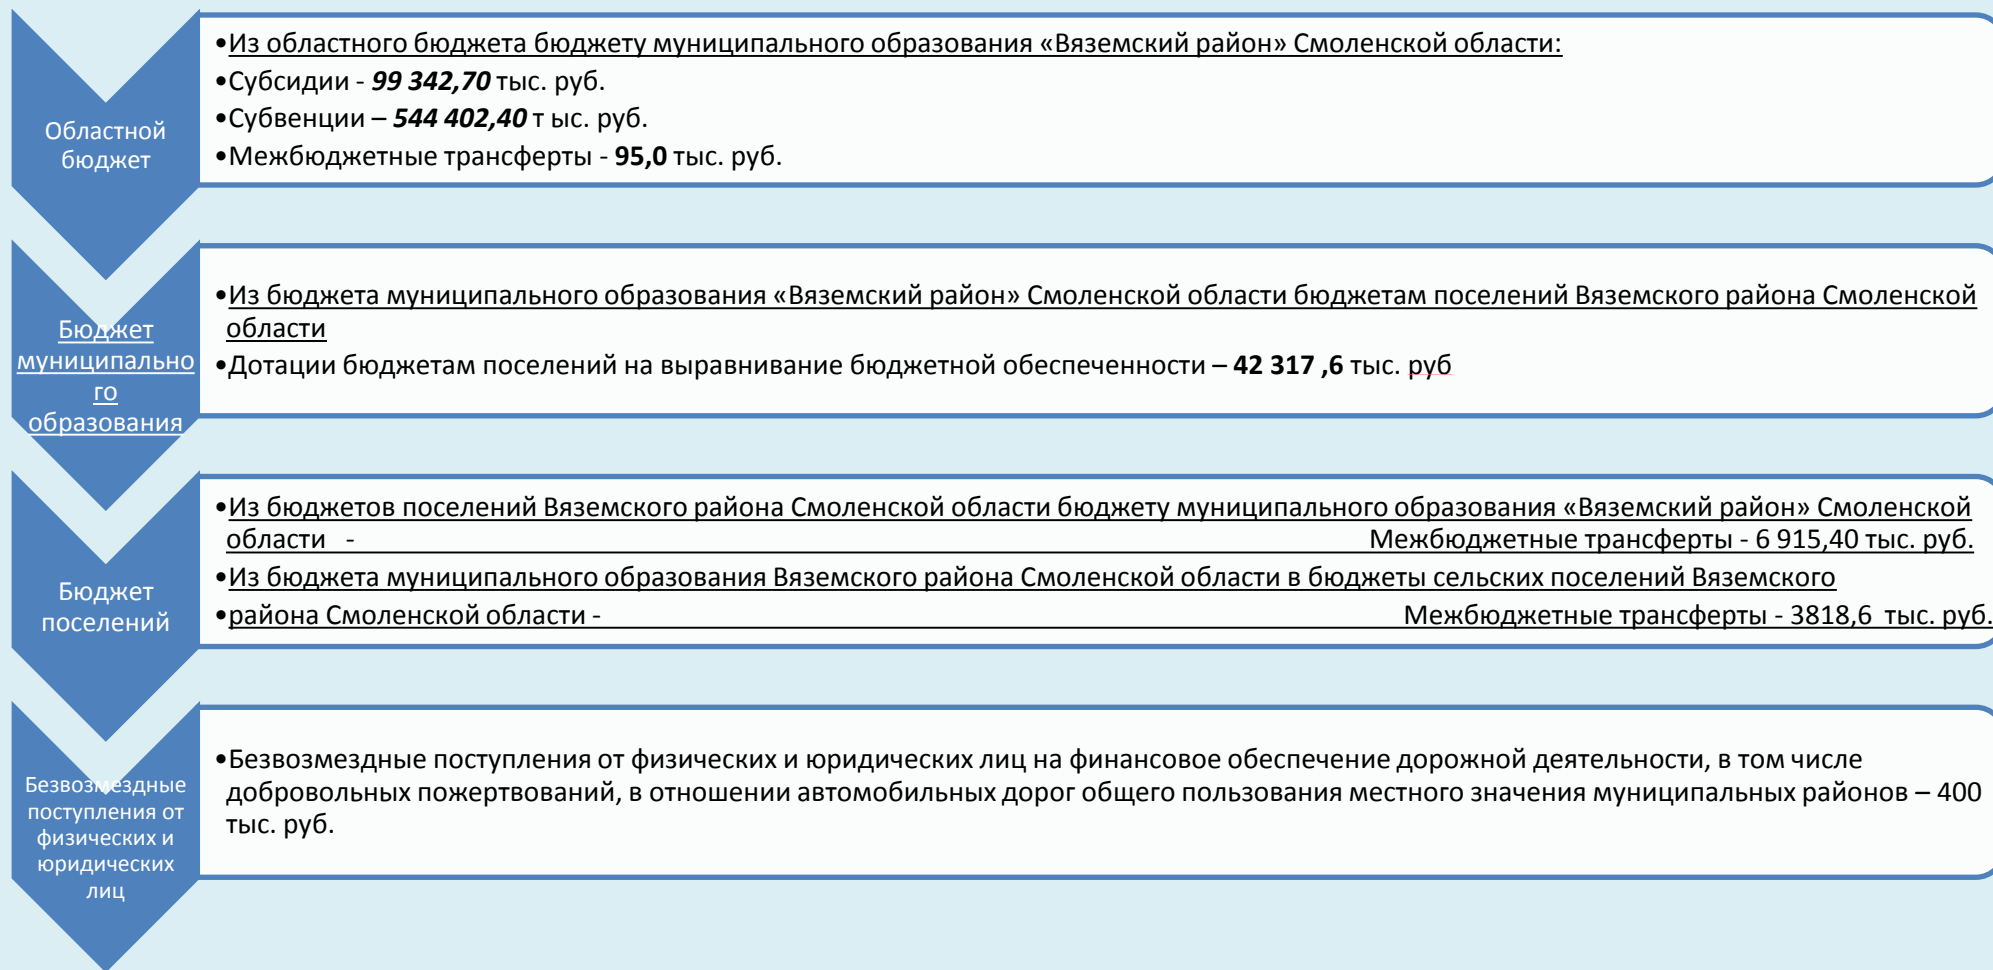 Областной
бюджет
•Из областного бюджета бюджету муниципального образования «Вяземский район» Смоленской области:
•Субсидии - 99 342,70 тыс. руб.
•Субвенции – 544 402,40 т ыс. руб.
•Межбюджетные трансферты - 95,0 тыс. руб.
Бюджет
муниципально
го
образования
•Из бюджета муниципального образования «Вяземский район» Смоленской области бюджетам поселений Вяземского района Смоленской
области
•Дотации бюджетам поселений на выравнивание бюджетной обеспеченности – 42 317 ,6 тыс. руб
Бюджет
поселений
•Из бюджетов поселений Вяземского района Смоленской области бюджету муниципального образования «Вяземский район» Смоленской
области - Межбюджетные трансферты - 6 915,40 тыс. руб.
•Из бюджета муниципального образования Вяземского района Смоленской области в бюджеты сельских поселений Вяземского
•района Смоленской области - Межбюджетные трансферты - 3818,6 тыс. руб.
Безвозмездные
поступления от
физических и
юридических
лиц
•Безвозмездные поступления от физических и юридических лиц на финансовое обеспечение дорожной деятельности, в том числе
добровольных пожертвований, в отношении автомобильных дорог общего пользования местного значения муниципальных районов – 400
тыс. руб.